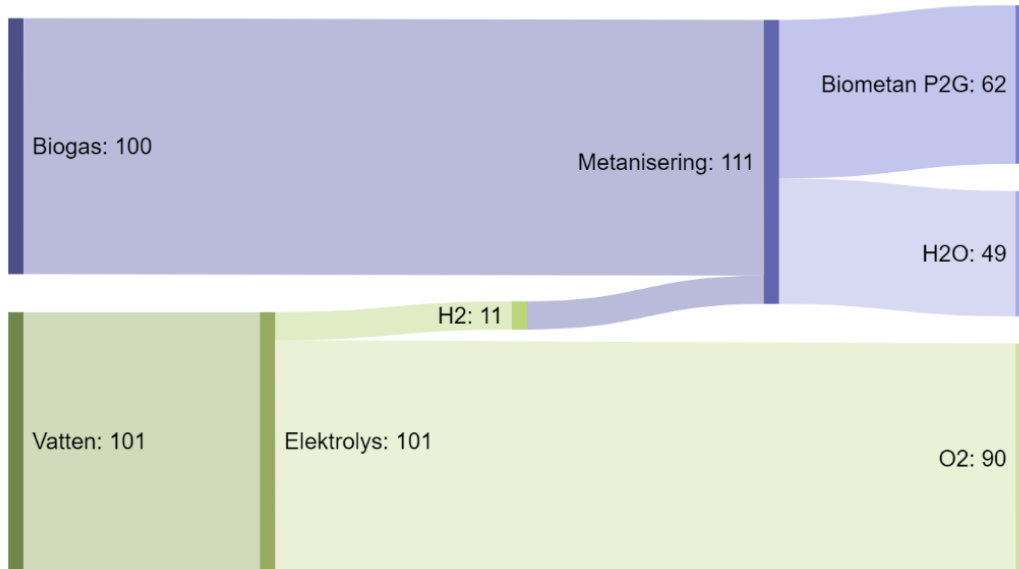 Biometan P2G: 62
Biogas: 100
Metanisering: 111
H2O: 49
H2: 11
Vatten: 101
Elektrolys: 101
O2: 90